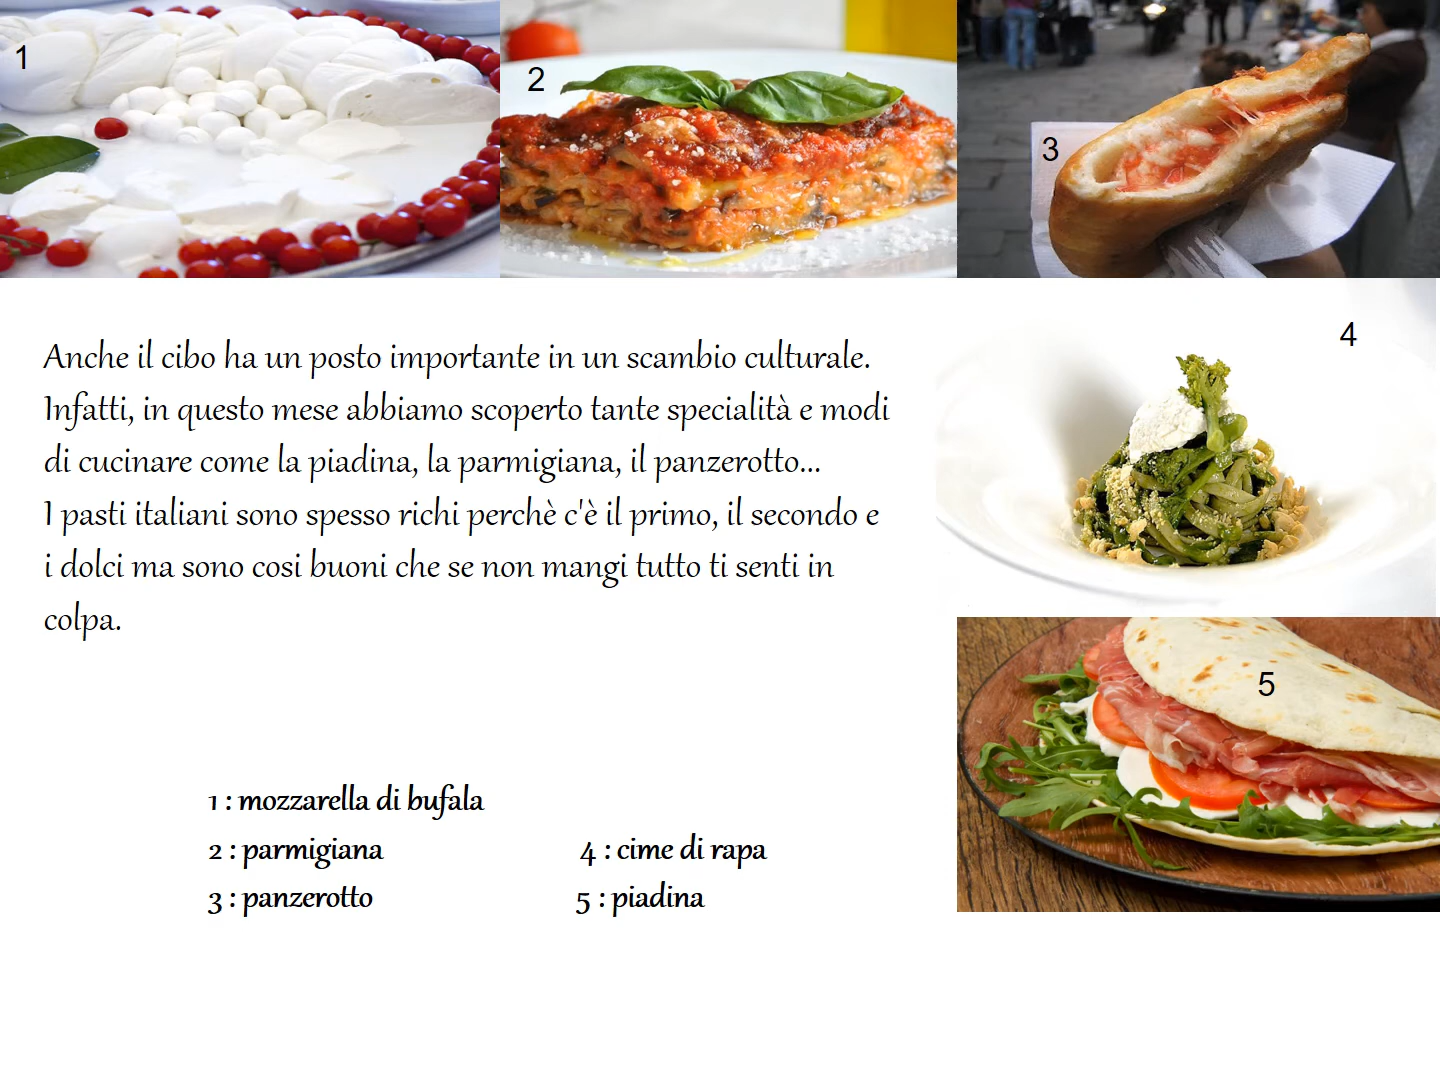 1
2
3
4
Anche il cibo ha un posto importante in un scambio culturale.
Infatti, in questo mese abbiamo scoperto tante specialità e modi
di cucinare come la piadina, la parmigiana, il panzerotto...
I pasti italiani sono spesso richi perchè c'è il primo, il secondo e
i dolci ma sono cosi buoni che se non mangi tutto ti senti in
colpa.
5
1 : mozzarella di bufala
2 : parmigiana
3 : panzerotto
4 : cime di rapa
5 : piadina